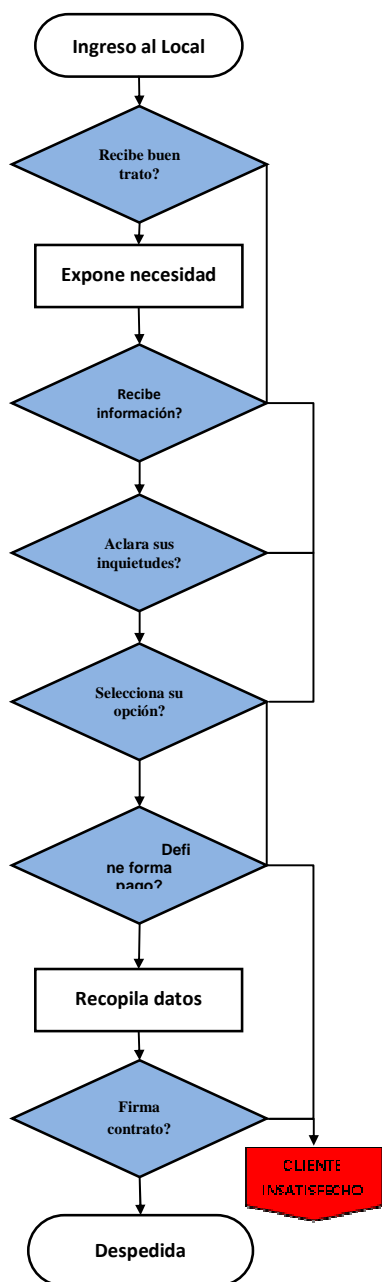 Ingreso al Local
Recibe buen
trato?
Expone necesidad
Recibe
información?
Aclara sus
inquietudes?
Selecciona su
opción?
Defi
ne forma
pago?
Recopila datos
Firma
contrato?
CLIENTE
INSATISFECHO
Despedida